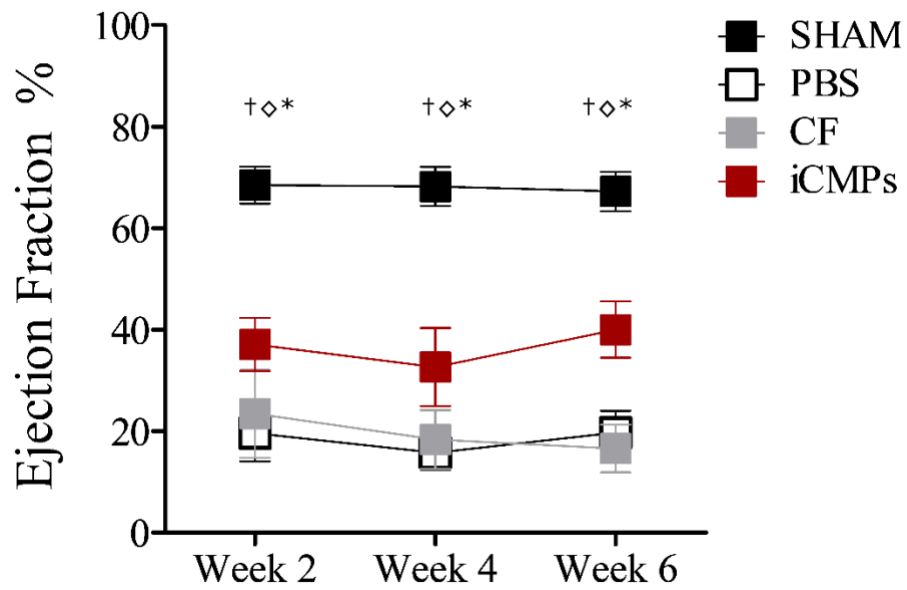 Ejection Fraction %
100
80
60
40
20
0
†◇*
†◇*
†◇*
Week 2
Week 4
Week 6
SHAM
PBS
CF
iCMPs